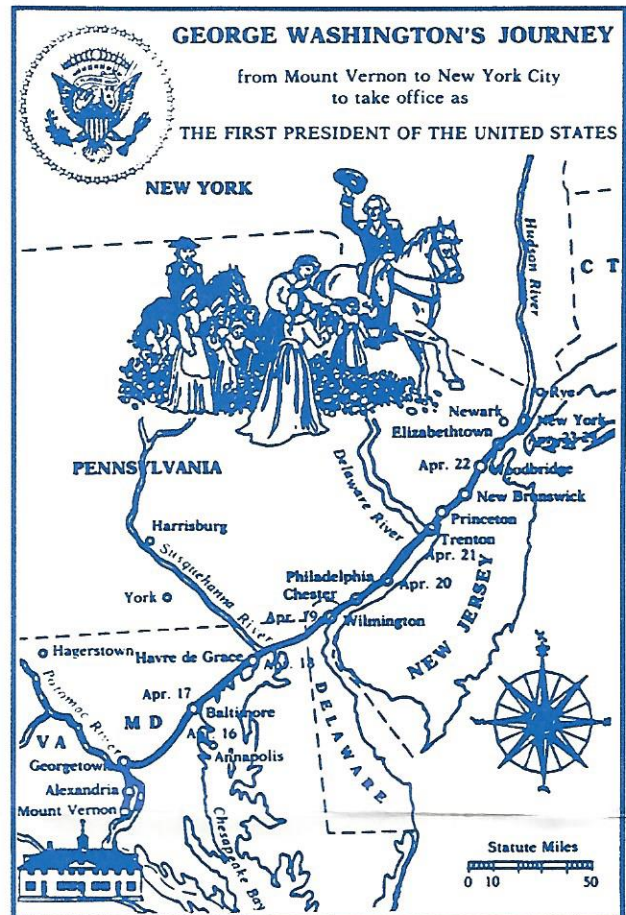 GEORGE WASHINGTON'S JOURNEY
from Mount Vernon to New York City
to take office as
THE FIRST PRESIDENT OF THE UNITED STATES
NEW YORK
Hudson River
C T
Rye
Newark
New York
Elizabethtown
Apr. 22
Woodbridge
PENNSYLVANIA
Delaware River
New Brunswick
Princeton
Harrisburg
Trenton
Apr. 21
Susquehanna River
Philadelphia
Apr. 20
York
Chester
NEW JERSEY
Apr. 19
Wilmington
Hagerstown
Havre de Grace
Apr. 18
Potomac River
Apr. 17
M D
Baltimore
DELAWARE
V A
Apr. 16
Annapolis
Georgetown
Alexandria
Mount Vernon
Chesapeake Bay
Statute Miles
0 10 50